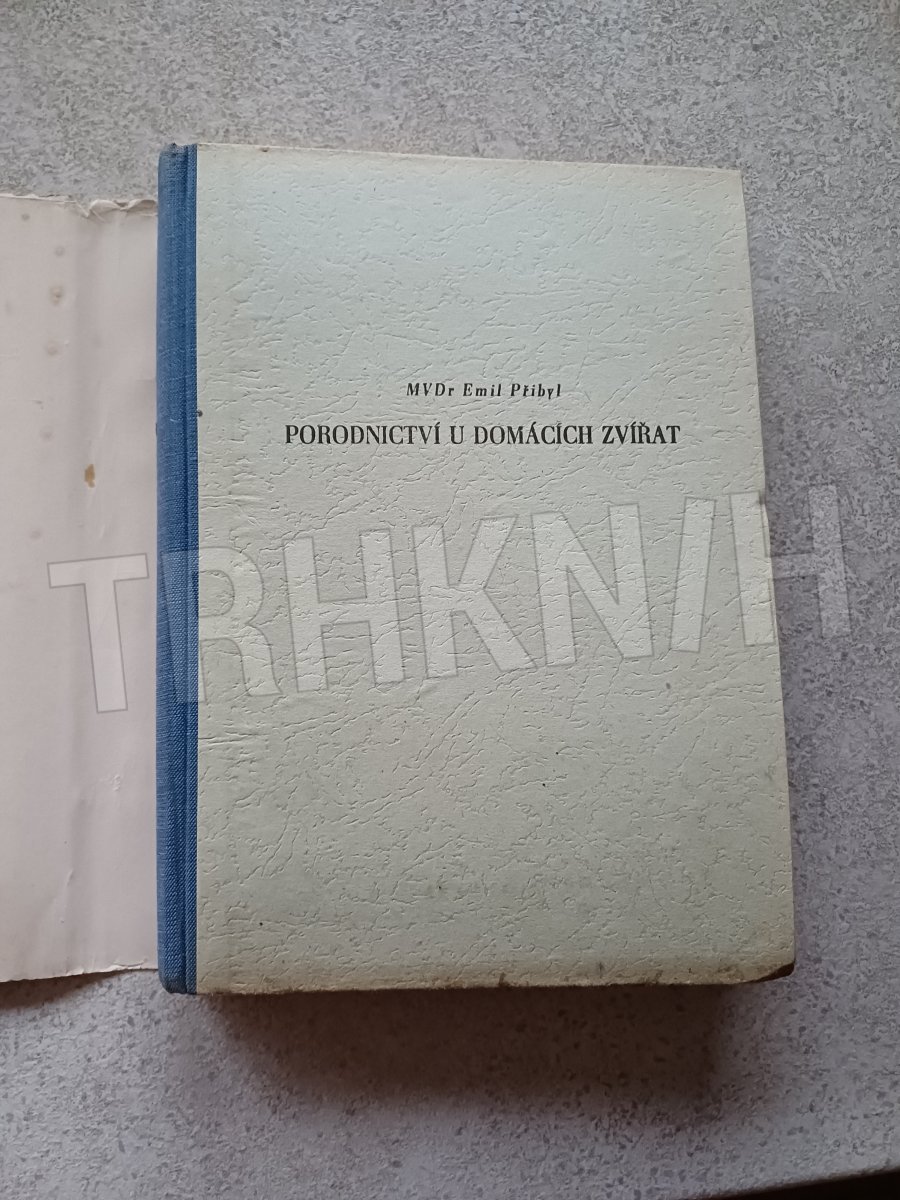 MVDr Emil Přibyl
PORODNICTVÍ U DOMÁCÍCH ZVÍŘAT
TRHKNIH